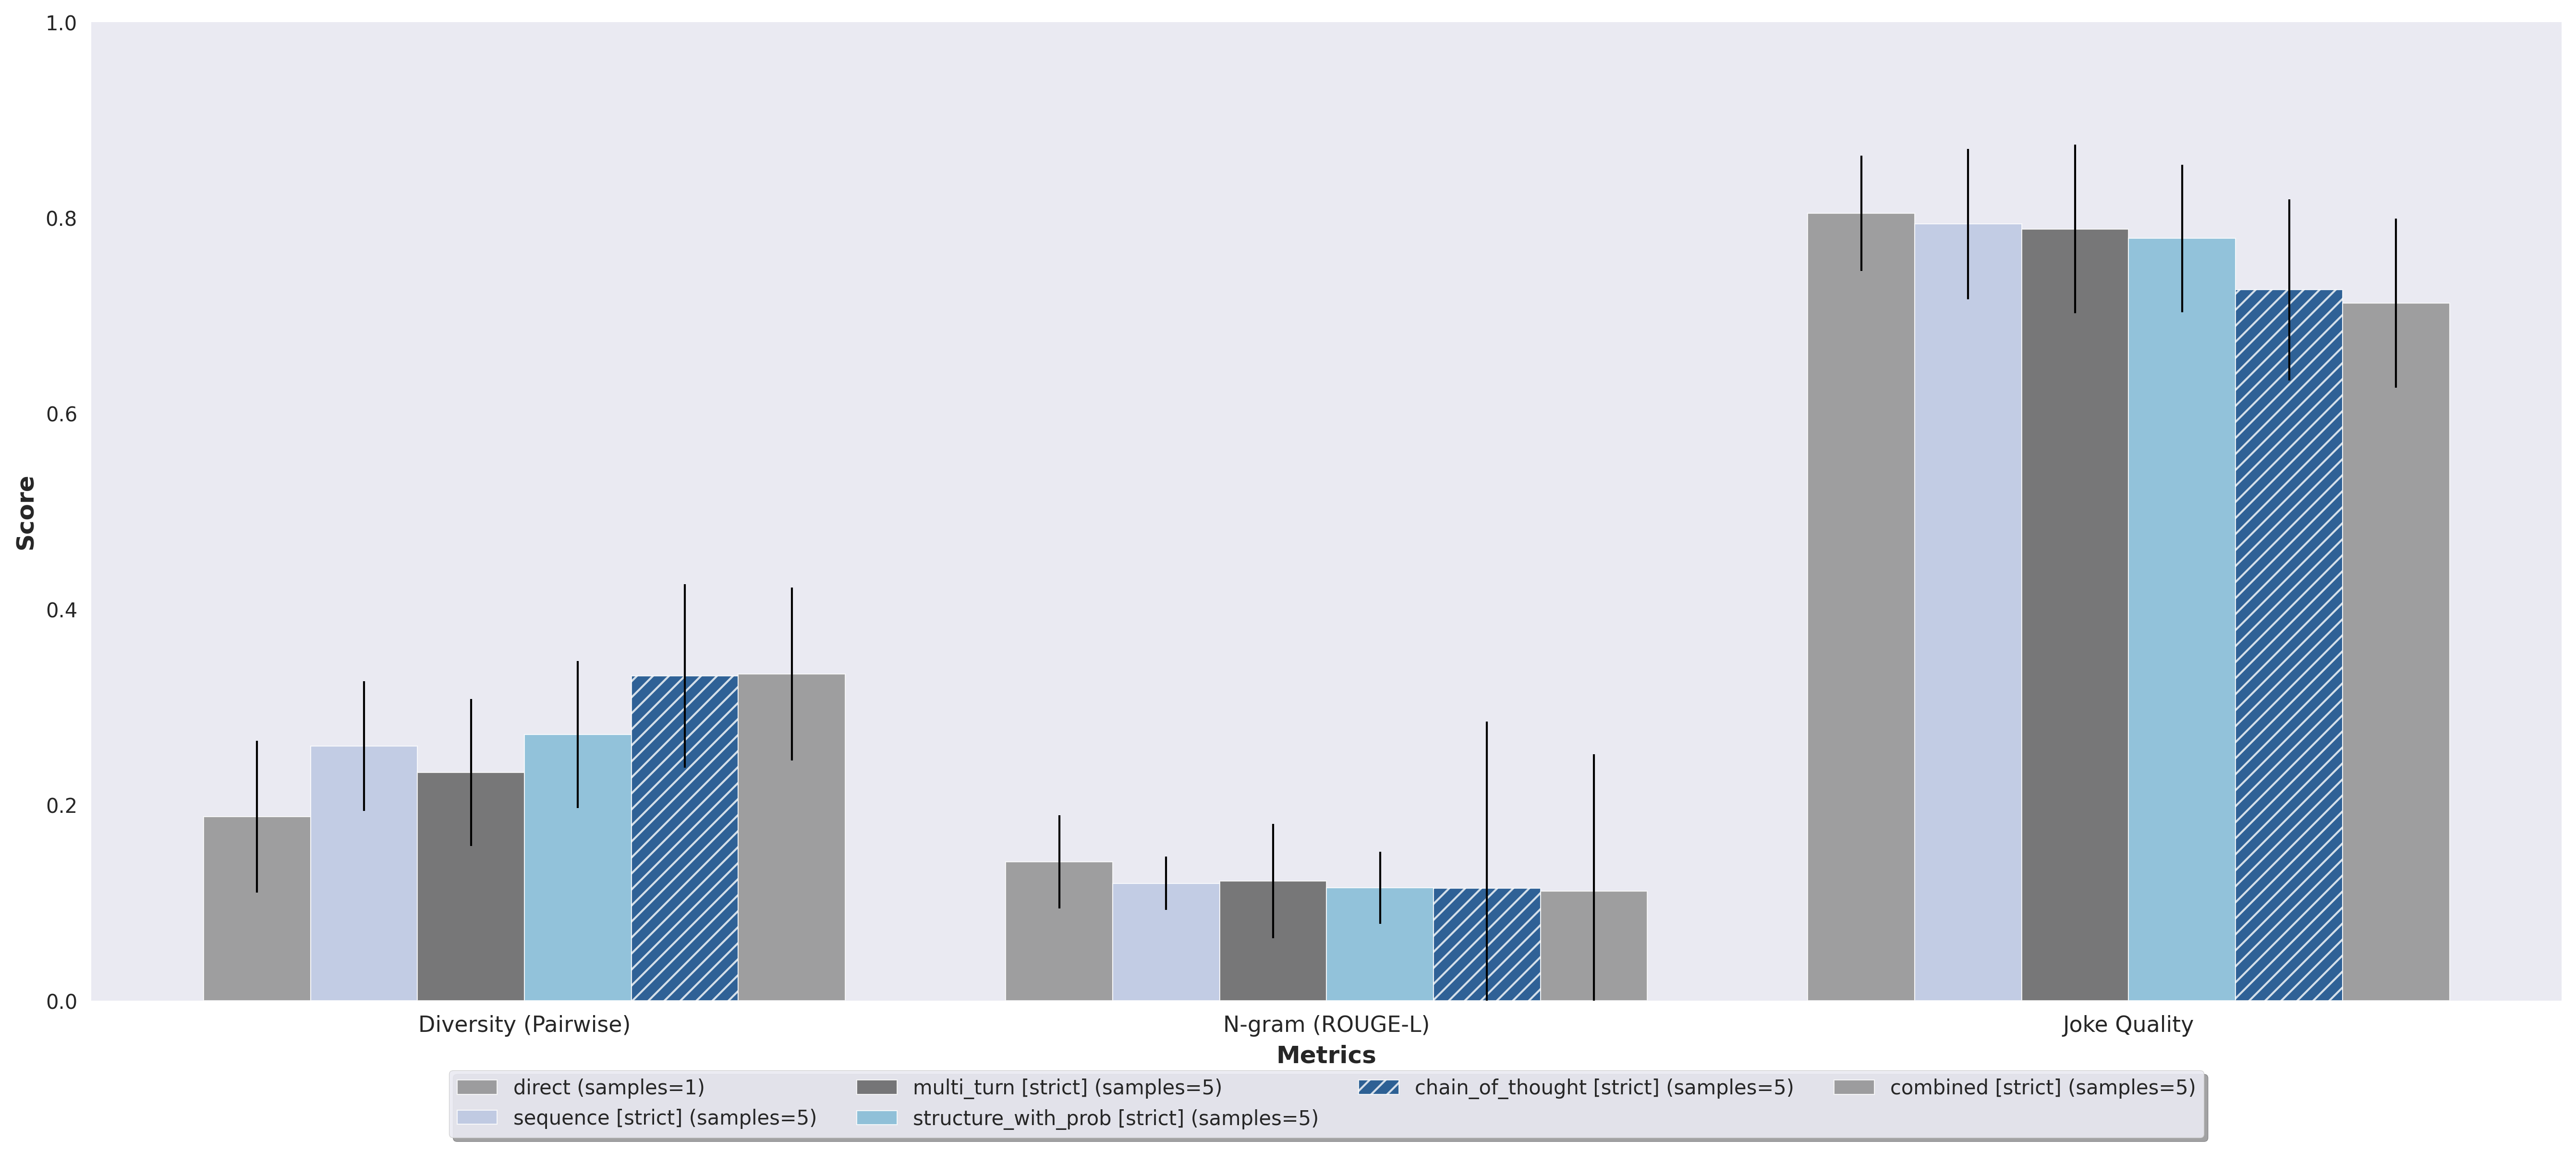 1.0
0.8
0.6
0.4
0.2
0.0
Score
Diversity (Pairwise)
N-gram (ROUGE-L)
Joke Quality
Metrics
direct (samples=1)
sequence [strict] (samples=5)
multi_turn [strict] (samples=5)
structure_with_prob [strict] (samples=5)
chain_of_thought [strict] (samples=5)
combined [strict] (samples=5)